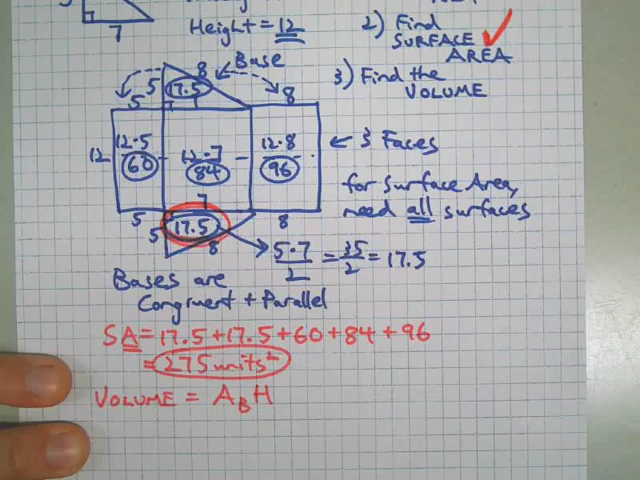 7
Height = 12
2) Find
SURFACE
AREA
3) Find the
VOLUME
8
Base
5
17.5
5
7
8
12
12·5
60
12·7
84
12·8
96
← 3 Faces
7
for Surface Area,
need all surfaces
5
5
17.5
8
8
5·7/2 = 35/2 = 17.5
Bases are
Congruent + Parallel
SA = 17.5+17.5+60+84+96
= 275 units²
VOLUME = A_B H